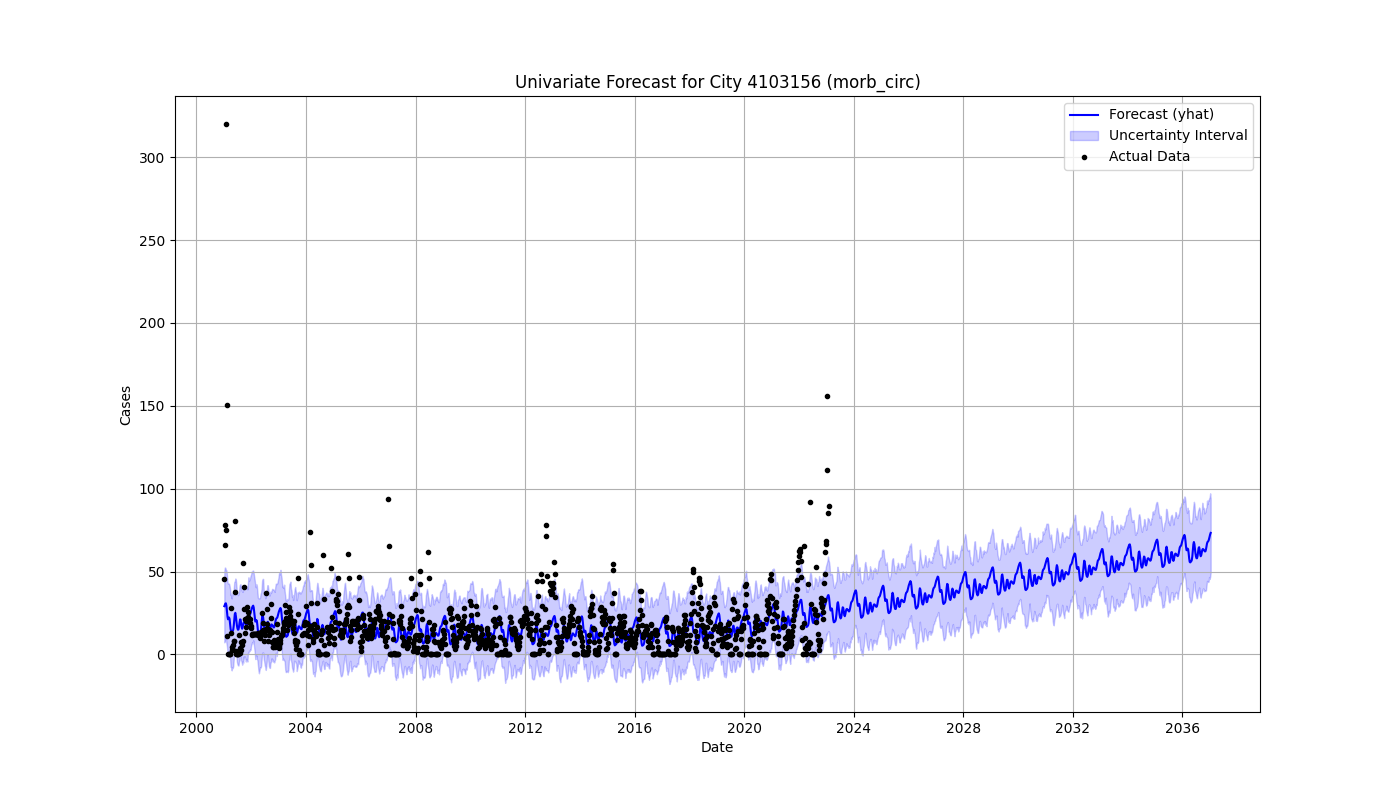 Univariate Forecast for City 4103156 (morb_circ)
Forecast (yhat)
Uncertainty Interval
Actual Data
300
250
200
150
100
50
0
Cases
2000 2004 2008 2012 2016 2020 2024 2028 2032 2036
Date